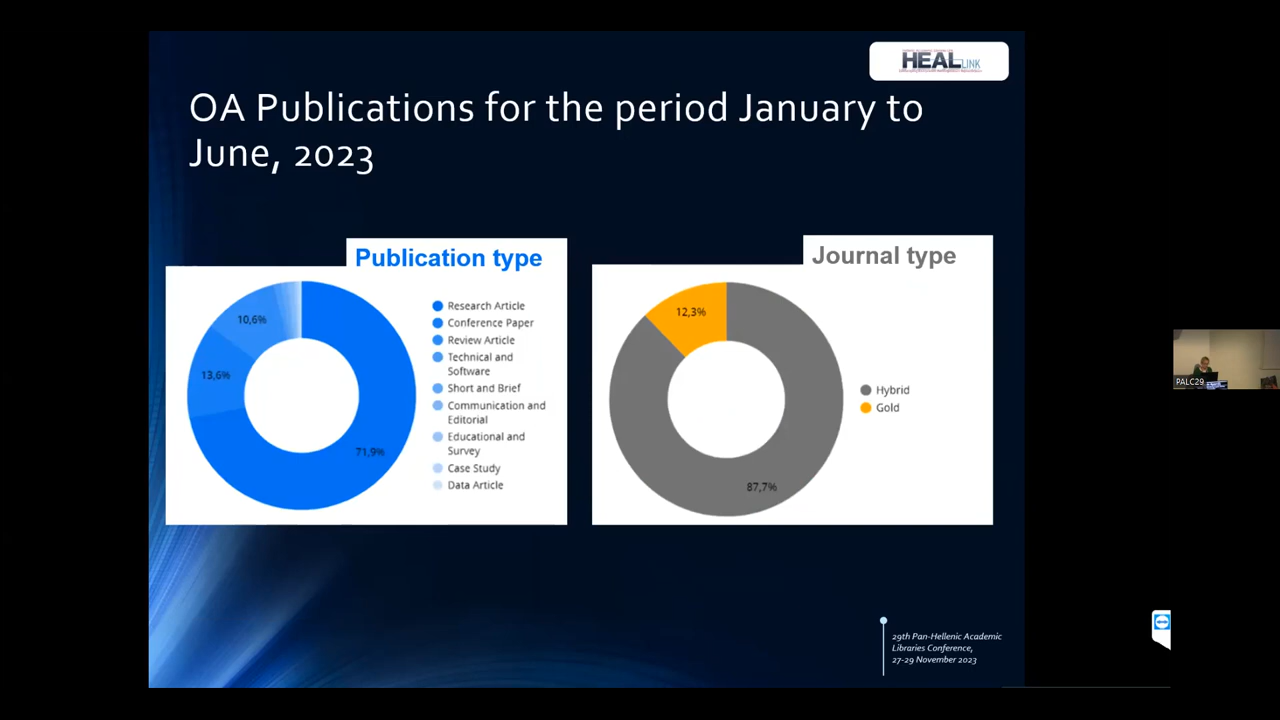 HEAL LINK
OA Publications for the period January to
June, 2023
Publication type
10,6%
13,6%
71,9%
Research Article
Conference Paper
Review Article
Technical and
Software
Short and Brief
Communication and
Editorial
Educational and
Survey
Case Study
Data Article
Journal type
12,3%
87,7%
Hybrid
Gold
PALC29
29th Pan-Hellenic Academic
Libraries Conference,
27-29 November 2023